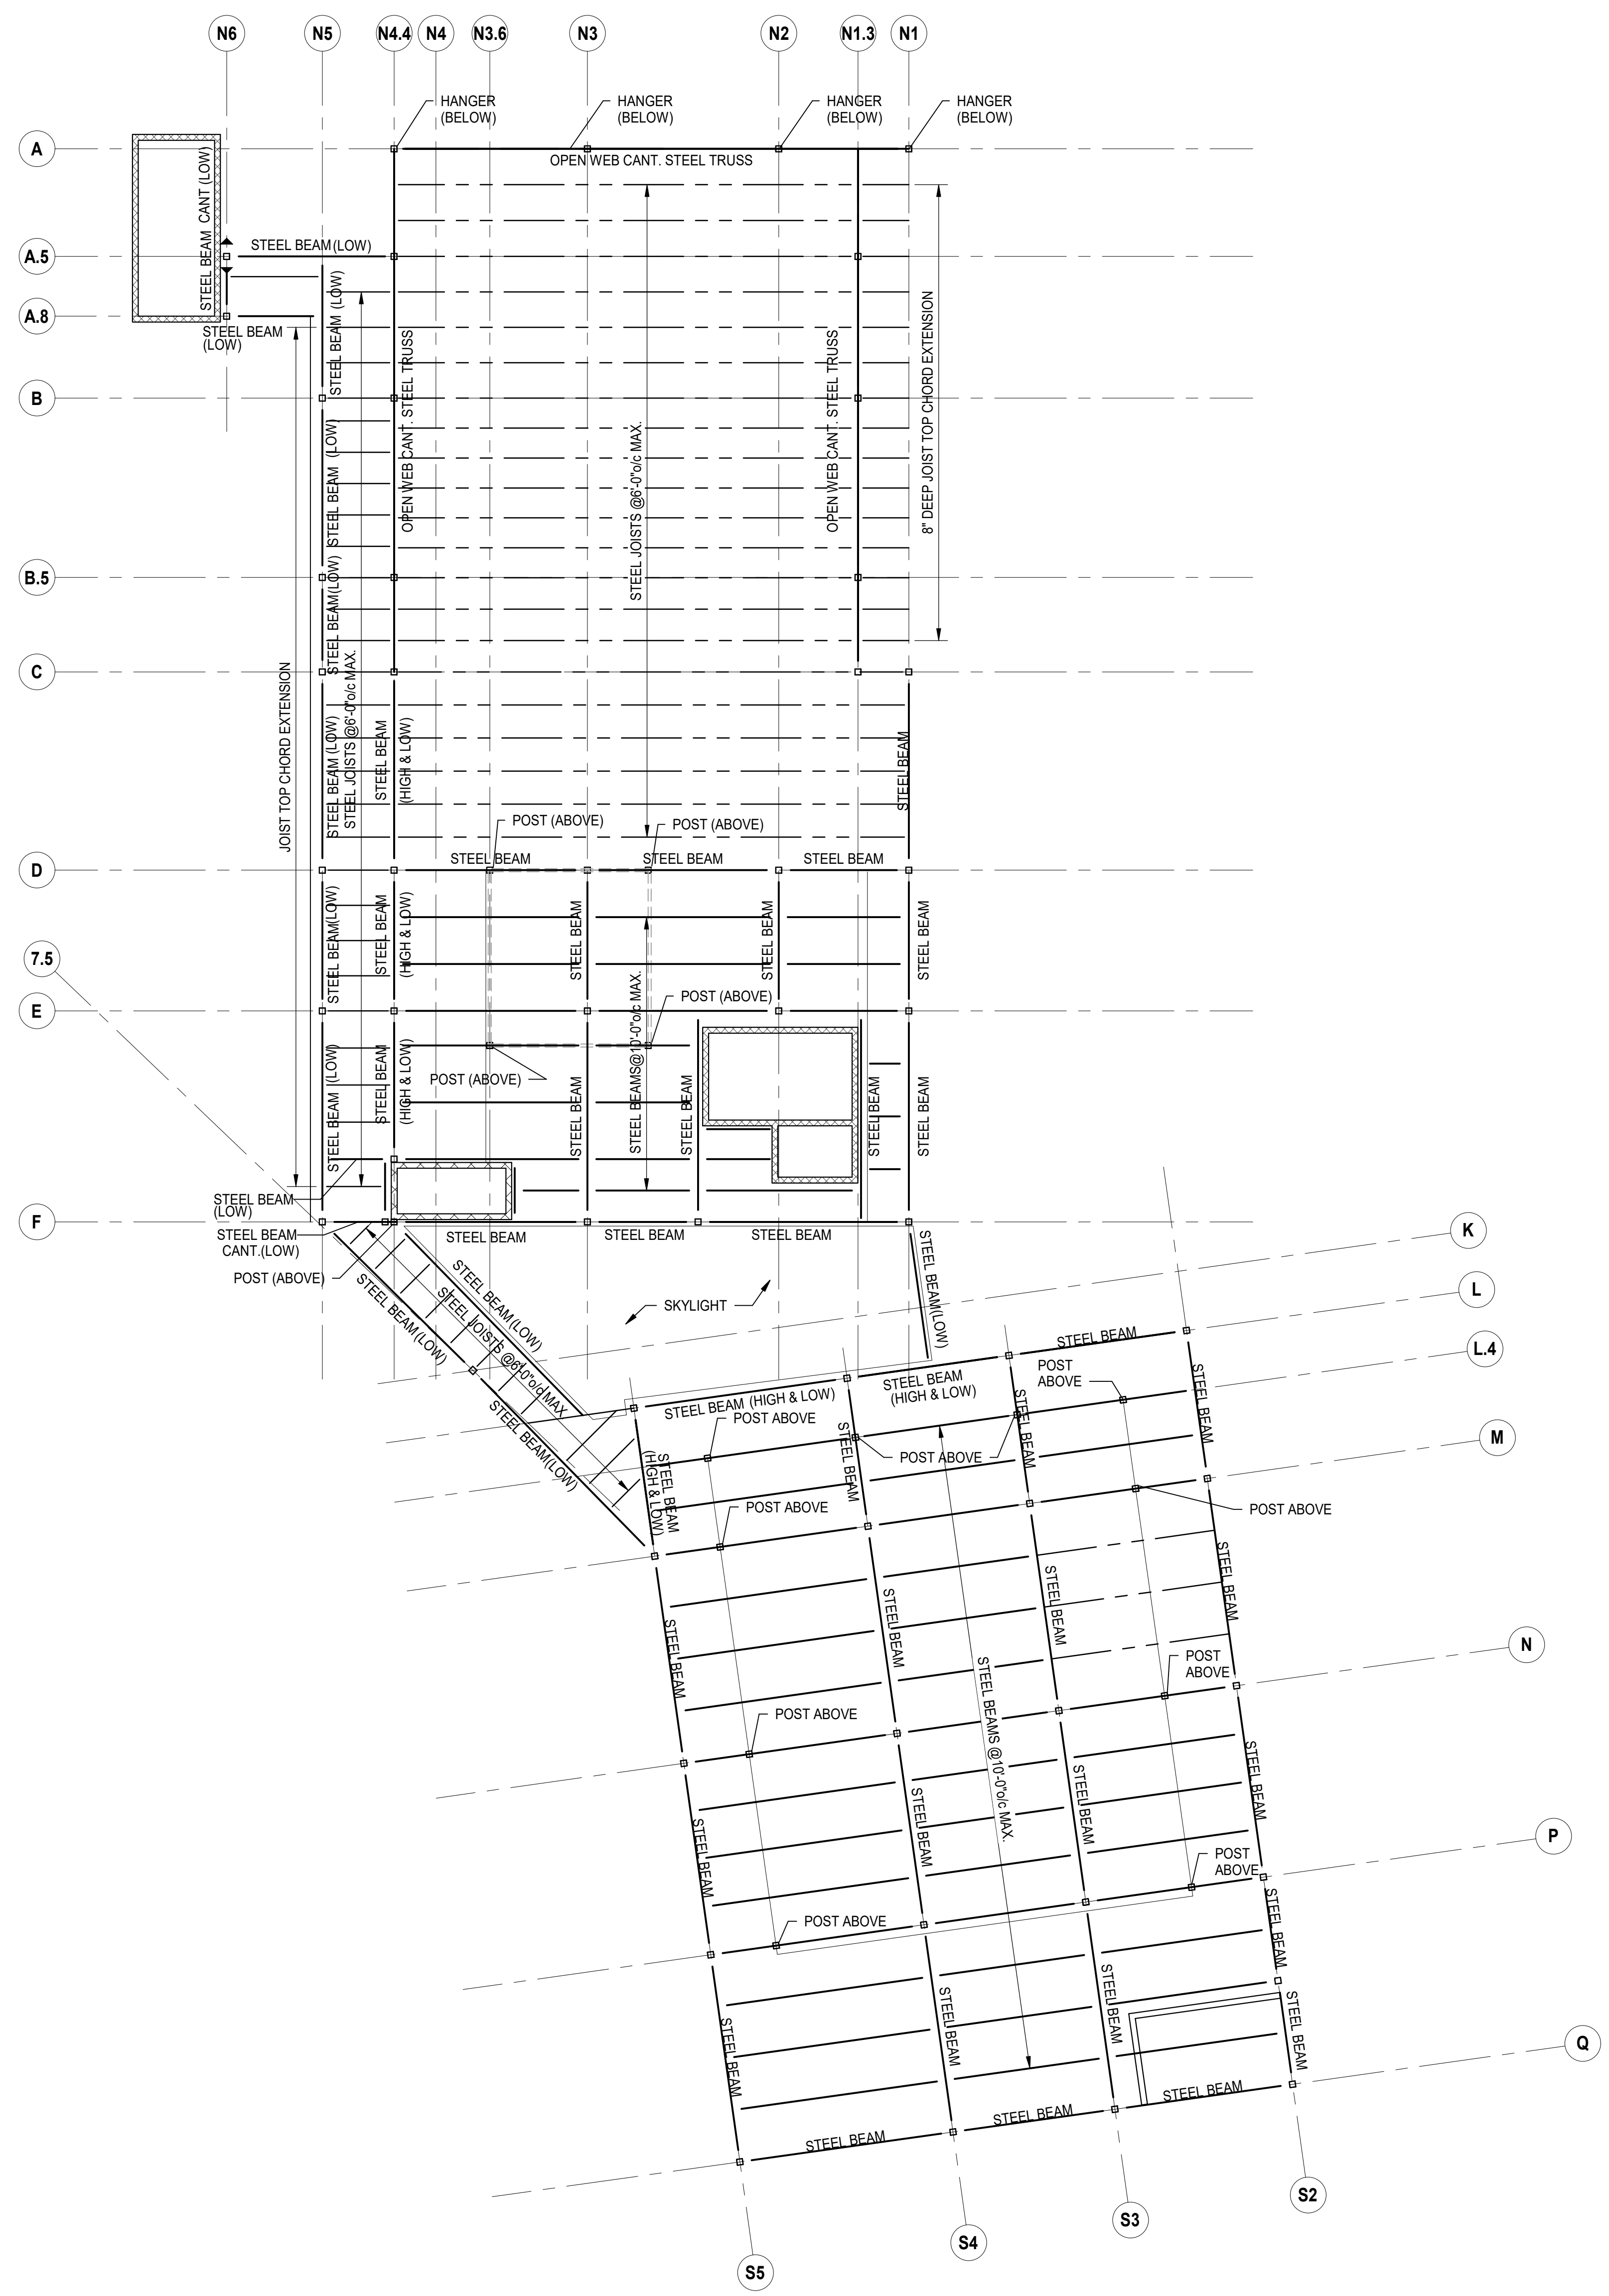 N6
N5
N4.4
N4
N3.6
N3
N2
N1.3
N1
HANGER
(BELOW)
HANGER
(BELOW)
HANGER
(BELOW)
HANGER
(BELOW)
A
OPEN WEB CANT. STEEL TRUSS
STEEL BEAM CANT (LOW)
A.5
STEEL BEAM (LOW)
A.8
STEEL BEAM
(LOW)
STEEL BEAM (LOW)
OPEN WEB CANT. STEEL TRUSS
OPEN WEB CANT. STEEL TRUSS
8" DEEP JOIST TOP CHORD EXTENSION
B
STEEL BEAM (LOW)
STEEL JOISTS @6'-0"o/c MAX.
B.5
STEEL BEAM(LOW)
C
JOIST TOP CHORD EXTENSION
STEEL BEAM (LOW)
STEEL JOISTS @6'-0"o/c MAX.
STEEL BEAM
(HIGH & LOW)
STEEL BEAM
POST (ABOVE)
POST (ABOVE)
D
STEEL BEAM
STEEL BEAM
STEEL BEAM
STEEL BEAM(LOW)
STEEL BEAM
(HIGH & LOW)
STEEL BEAM
STEEL BEAM
STEEL BEAM
7.5
E
POST (ABOVE)
STEEL BEAMS@10'-0"o/c MAX.
POST (ABOVE)
STEEL BEAM (LOW)
STEEL BEAM
(HIGH & LOW)
STEEL BEAM
STEEL BEAM
STEEL BEAM
STEEL BEAM
STEEL BEAM
(LOW)
F
STEEL BEAM
CANT.(LOW)
POST (ABOVE)
STEEL BEAM
STEEL BEAM
STEEL BEAM
STEEL BEAM(LOW)
STEEL BEAM (LOW)
STEEL JOISTS @6'-0"o/c MAX.
STEEL BEAM(LOW)
STEEL BEAM(LOW)
SKYLIGHT
K
L
L.4
M
STEEL BEAM
STEEL BEAM
(HIGH & LOW)
STEEL BEAM (HIGH & LOW)
POST
ABOVE
POST ABOVE
POST ABOVE
STEEL BEAM
(HIGH & LOW)
STEEL BEAM
STEEL BEAM
STEEL BEAM
POST ABOVE
POST ABOVE
STEEL BEAM
STEEL BEAM
STEEL BEAM
STEEL BEAM
N
POST
ABOVE
STEEL BEAMS @10'-0"o/c MAX.
POST ABOVE
STEEL BEAM
STEEL BEAM
STEEL BEAM
STEEL BEAM
P
POST
ABOVE
POST ABOVE
STEEL BEAM
STEEL BEAM
STEEL BEAM
STEEL BEAM
STEEL BEAM
Q
STEEL BEAM
STEEL BEAM
STEEL BEAM
S2
S3
S4
S5